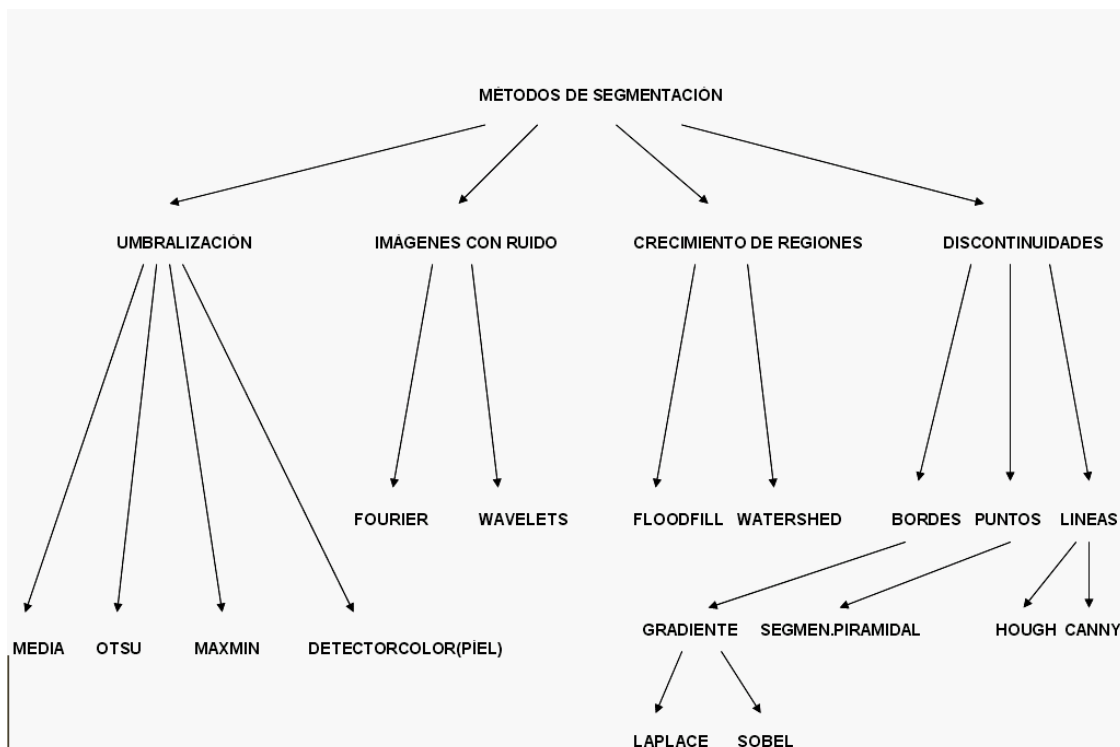 MÉTODOS DE SEGMENTACIÓN
UMBRALIZACIÓN IMÁGENES CON RUIDO CRECIMIENTO DE REGIONES DISCONTINUIDADES
FOURIER WAVELETS FLOODFILL WATERSHED BORDES PUNTOS LINEAS
GRADIENTE SEGMEN.PIRAMIDAL HOUGH CANNY
MEDIA OTSU MAXMIN DETECTORCOLOR(PÍEL)
LAPLACE SOBEL